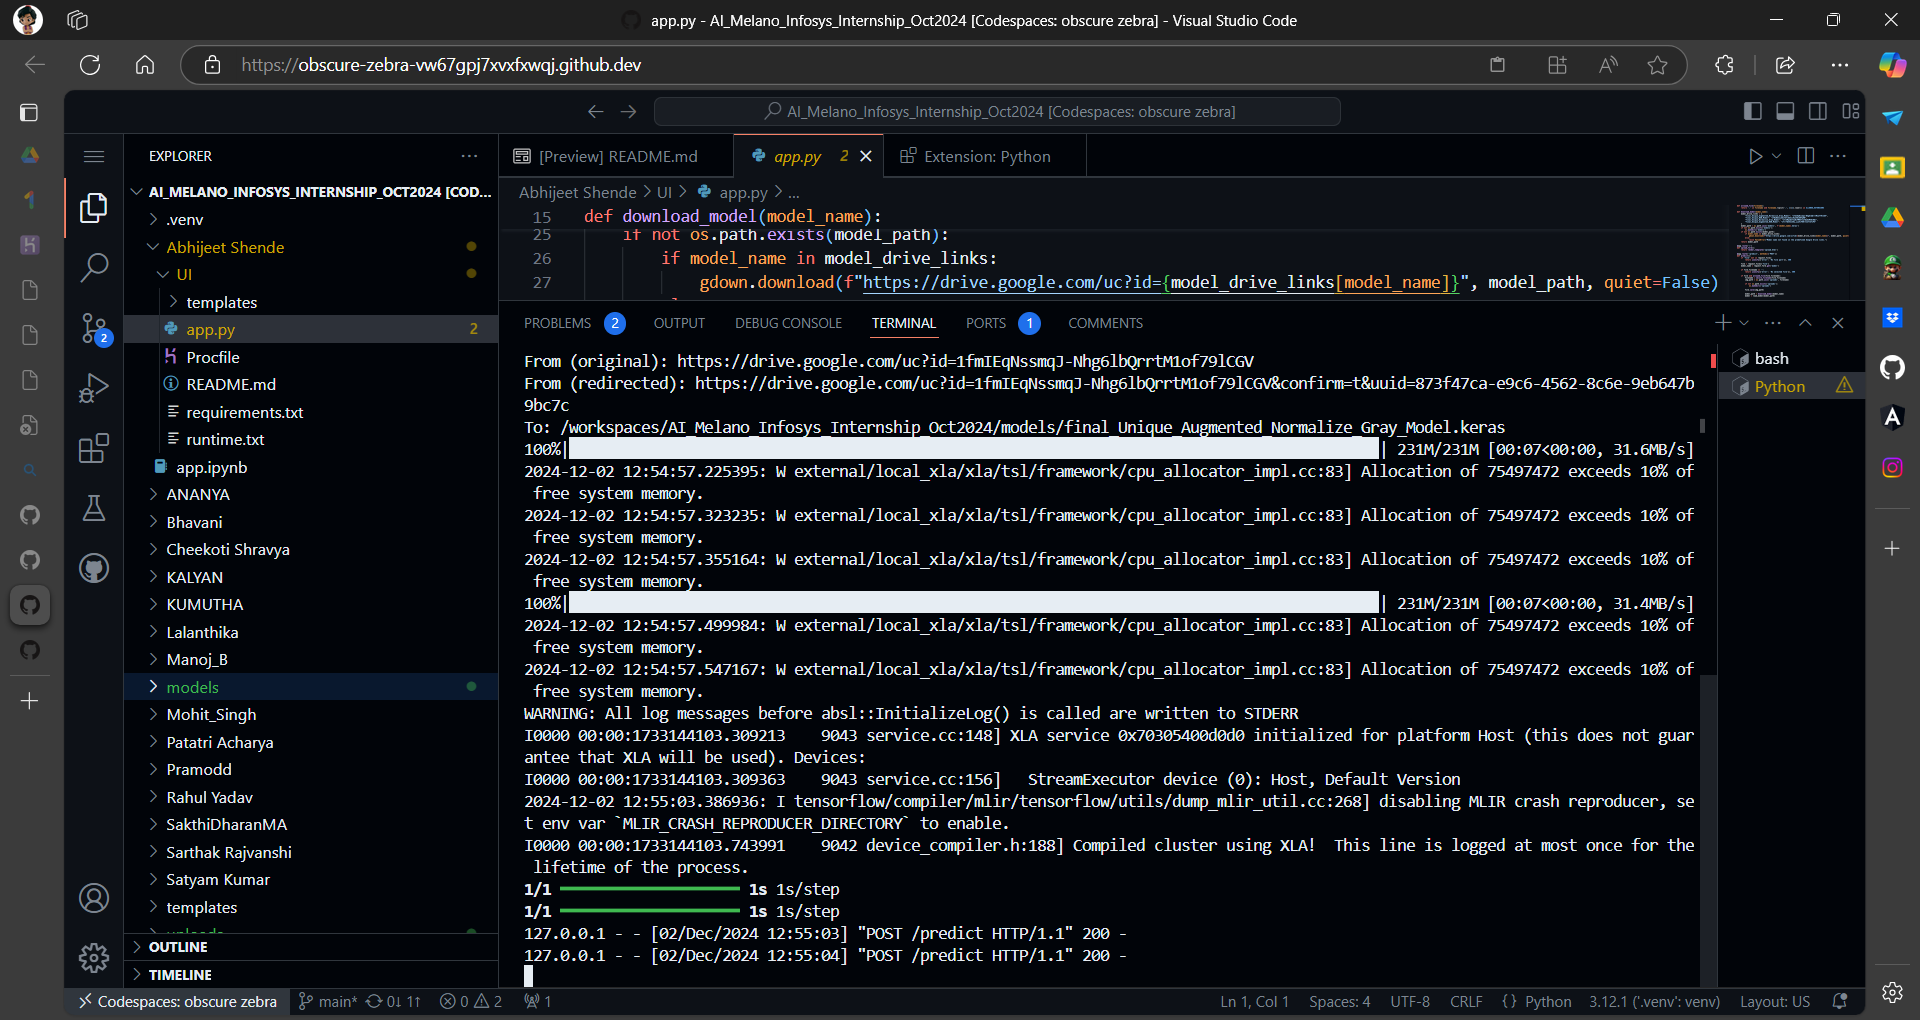 app.py - AI_Melano_Infosys_Internship_Oct2024 [Codespaces: obscure zebra] - Visual Studio Code
https://obscure-zebra-vw67gpj7xvxfxwqj.github.dev
AI_Melano_Infosys_Internship_Oct2024 [Codespaces: obscure zebra]
EXPLORER
AI_MELANO_INFOSYS_INTERNSHIP_OCT2024 [COD...
.venv
Abhijeet Shende
UI
templates
app.py 2
Procfile
README.md
requirements.txt
runtime.txt
app.ipynb
ANANYA
Bhavani
Cheekoti Shravya
KALYAN
KUMUTHA
Lalanthika
Manoj_B
models
Mohit_Singh
Patatri Acharya
Pramodd
Rahul Yadav
SakthiDharanMA
Sarthak Rajvanshi
Satyam Kumar
templates
OUTLINE
TIMELINE
2
[Preview] README.md
app.py 2
Extension: Python
Abhijeet Shende > UI > app.py > ...
15 def download_model(model_name):
25 if not os.path.exists(model_path):
26 if model_name in model_drive_links:
27 gdown.download(f"https://drive.google.com/uc?id={model_drive_links[model_name]}", model_path, quiet=False)
PROBLEMS 2 OUTPUT DEBUG CONSOLE TERMINAL PORTS 1 COMMENTS
bash
Python
From (original): https://drive.google.com/uc?id=1fmIEqNssmqJ-Nhg6lbQrrtM1of79lCGV
From (redirected): https://drive.google.com/uc?id=1fmIEqNssmqJ-Nhg6lbQrrtM1of79lCGV&confirm=t&uuid=873f47ca-e9c6-4562-8c6e-9eb647b
9bc7c
To: /workspaces/AI_Melano_Infosys_Internship_Oct2024/models/final_Unique_Augmented_Normalize_Gray_Model.keras
100%| | 231M/231M [00:07<00:00, 31.6MB/s]
2024-12-02 12:54:57.225395: W external/local_xla/xla/tsl/framework/cpu_allocator_impl.cc:83] Allocation of 75497472 exceeds 10% of
free system memory.
2024-12-02 12:54:57.323235: W external/local_xla/xla/tsl/framework/cpu_allocator_impl.cc:83] Allocation of 75497472 exceeds 10% of
free system memory.
2024-12-02 12:54:57.355164: W external/local_xla/xla/tsl/framework/cpu_allocator_impl.cc:83] Allocation of 75497472 exceeds 10% of
free system memory.
100%| | 231M/231M [00:07<00:00, 31.4MB/s]
2024-12-02 12:54:57.499984: W external/local_xla/xla/tsl/framework/cpu_allocator_impl.cc:83] Allocation of 75497472 exceeds 10% of
free system memory.
2024-12-02 12:54:57.547167: W external/local_xla/xla/tsl/framework/cpu_allocator_impl.cc:83] Allocation of 75497472 exceeds 10% of
free system memory.
WARNING: All log messages before absl::InitializeLog() is called are written to STDERR
I0000 00:00:1733144103.309213 9043 service.cc:148] XLA service 0x70305400d0d0 initialized for platform Host (this does not guar
antee that XLA will be used). Devices:
I0000 00:00:1733144103.309363 9043 service.cc:156] StreamExecutor device (0): Host, Default Version
2024-12-02 12:55:03.386936: I tensorflow/compiler/mlir/tensorflow/utils/dump_mlir_util.cc:268] disabling MLIR crash reproducer, se
t env var `MLIR_CRASH_REPRODUCER_DIRECTORY` to enable.
I0000 00:00:1733144103.743991 9042 device_compiler.h:188] Compiled cluster using XLA! This line is logged at most once for the
lifetime of the process.
1/1 1s 1s/step
1/1 1s 1s/step
127.0.0.1 - - [02/Dec/2024 12:55:03] "POST /predict HTTP/1.1" 200 -
127.0.0.1 - - [02/Dec/2024 12:55:04] "POST /predict HTTP/1.1" 200 -
Codespaces: obscure zebra main* 0↓ 1↑ 0 2 1 Ln 1, Col 1 Spaces: 4 UTF-8 CRLF {} Python 3.12.1 ('.venv': venv) Layout: US